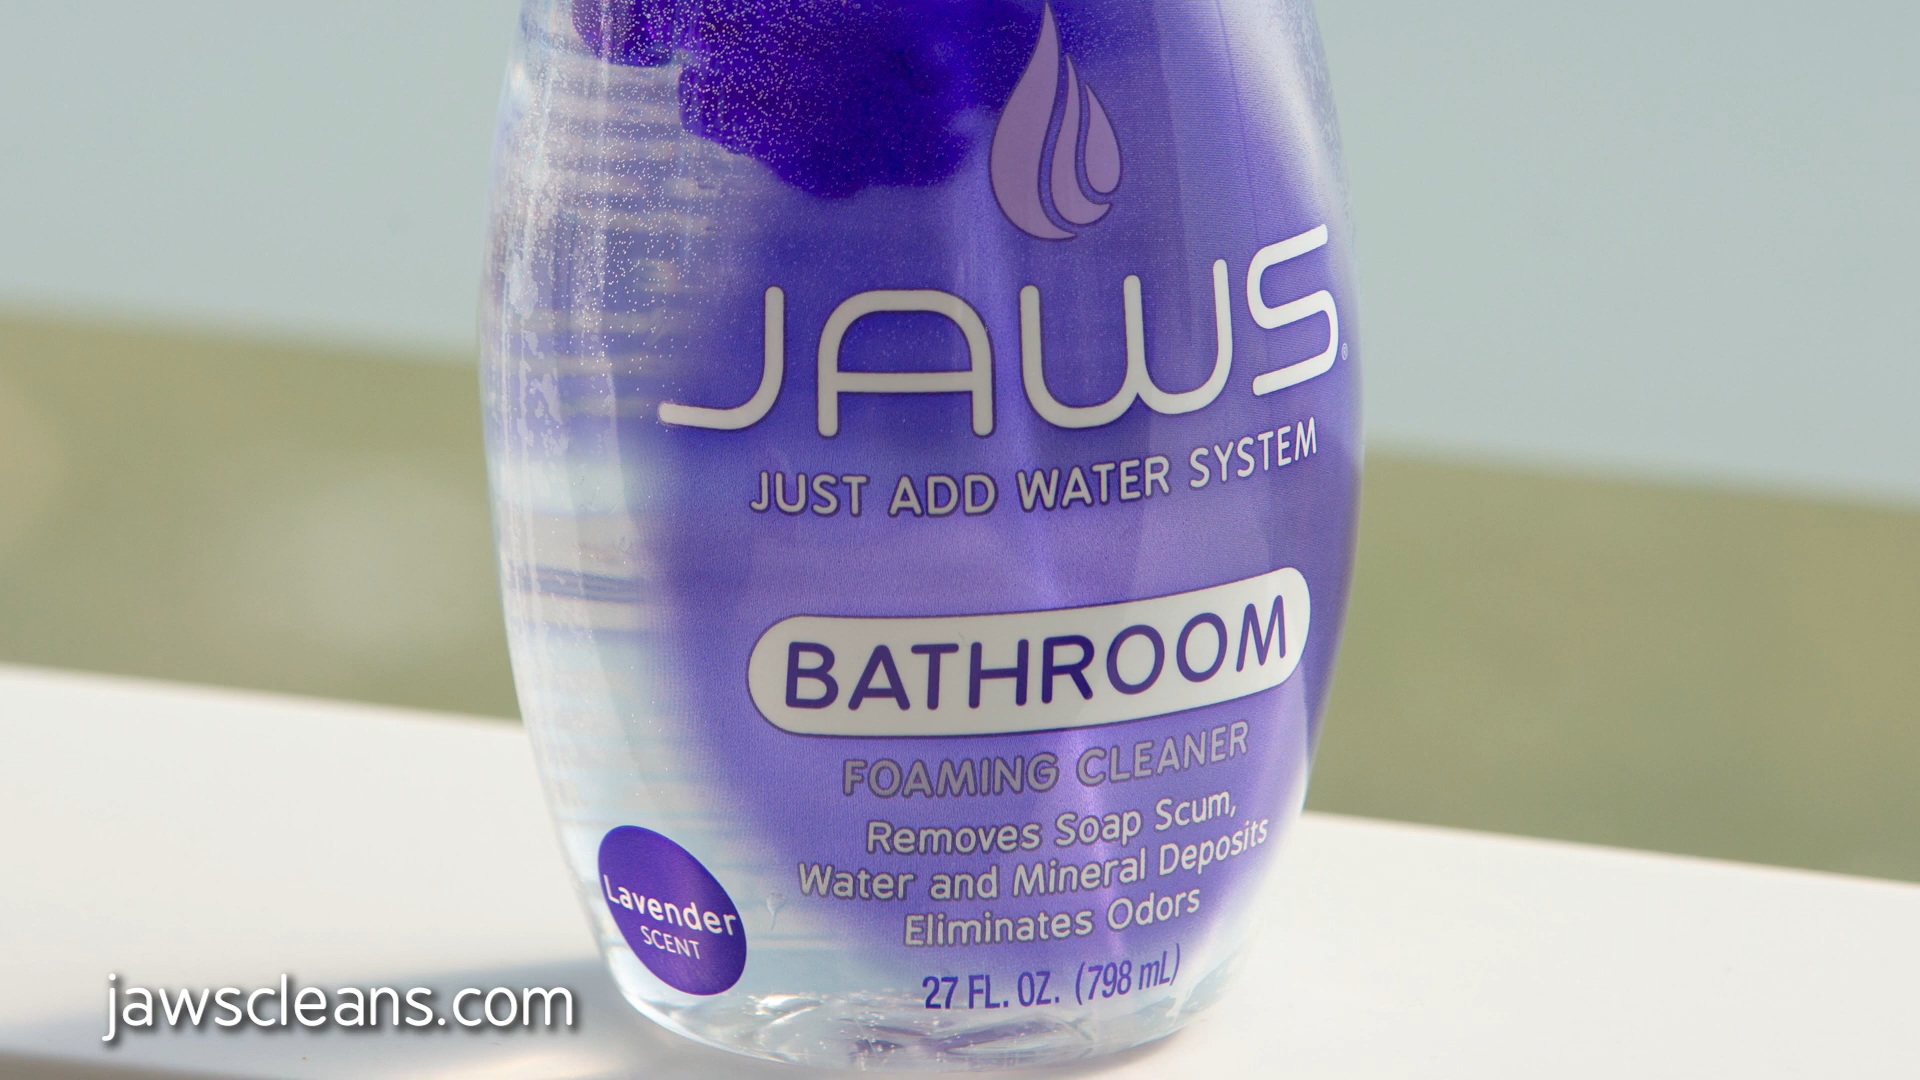 JAWS®
JUST ADD WATER SYSTEM
BATHROOM
FOAMING CLEANER
Removes Soap Scum,
Water and Mineral Deposits
Eliminates Odors
27 FL. OZ. (798 mL)
Lavender
SCENT
jawscleans.com